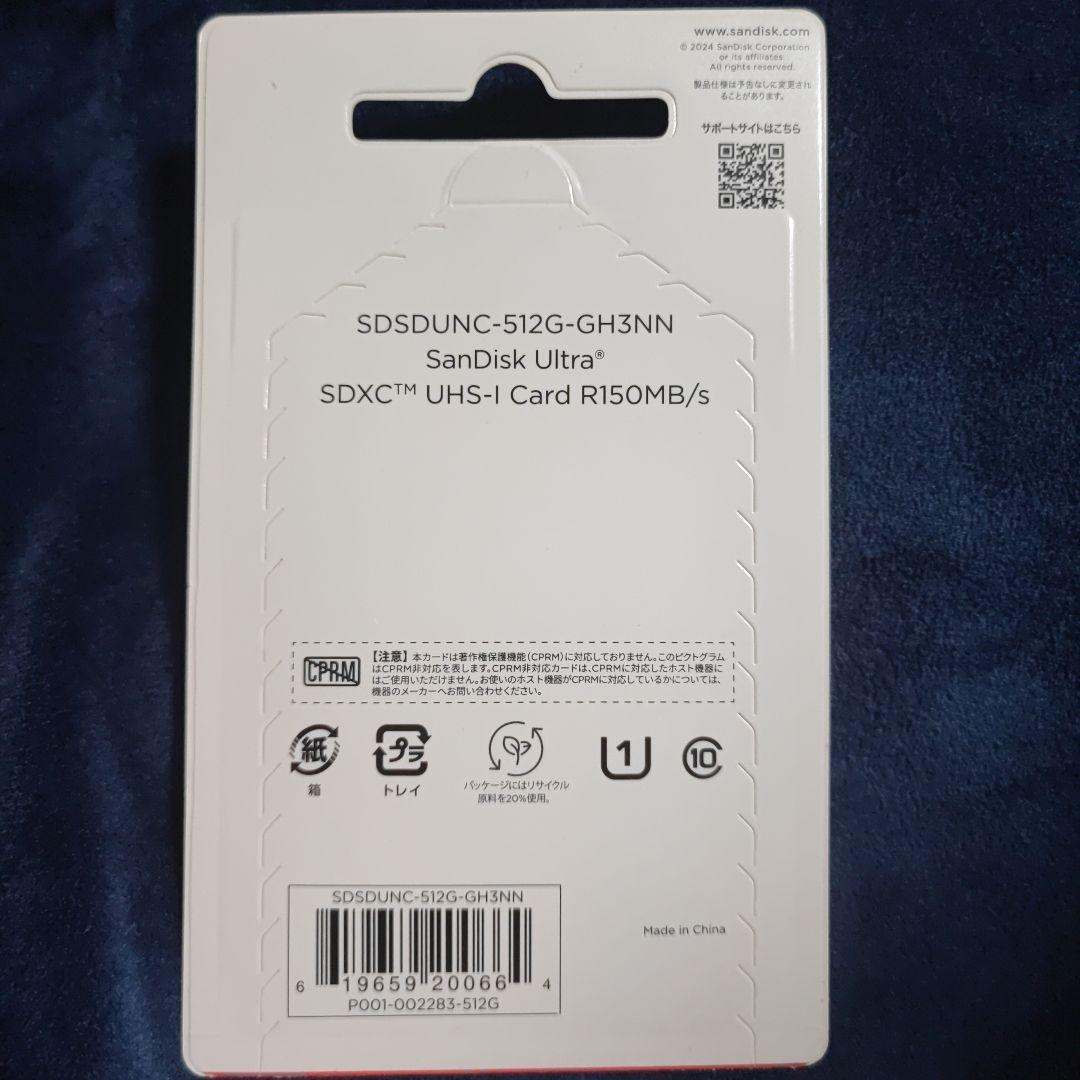 www.sandisk.com
© 2024 SanDisk Corporation
or its affiliates.
All rights reserved.
製品仕様は予告なしに変更され
ることがあります。
サポートサイトはこちら
SDSDUNC-512G-GH3NN
SanDisk Ultra®
SDXC™ UHS-I Card R150MB/s
CPRM
【注意】本カードは著作権保護機能(CPRM)に対応しておりません。このピクトグラム
はCPRM非対応を表します。CPRM非対応カードは、CPRMに対応したホスト機器に
はご使用いただけません。お使いのホスト機器がCPRMに対応しているかについては、
機器のメーカーへお問い合わせください。
紙
箱
プラ
トレイ
パッケージにはリサイクル
原料を20%使用。
1
10
SDSDUNC-512G-GH3NN
6 19659 20066 4
P001-002283-512G
Made in China